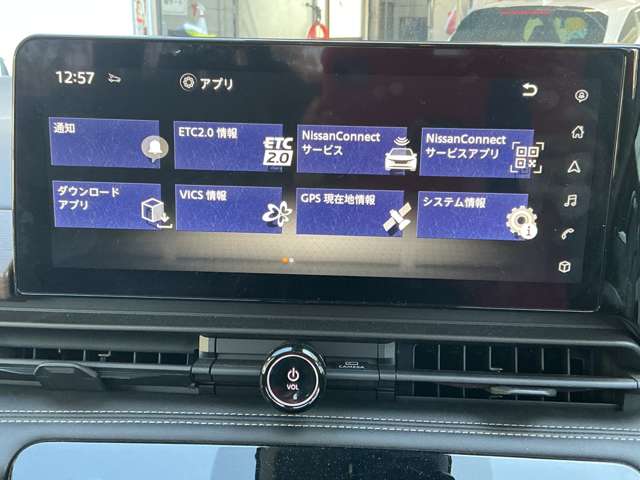 12:57
アプリ
通知
ETC2.0 情報
ETC
2.0
NissanConnect
サービス
NissanConnect
サービスアプリ
ダウンロード
アプリ
VICS 情報
GPS 現在地情報
システム情報
VOL
CAMERA